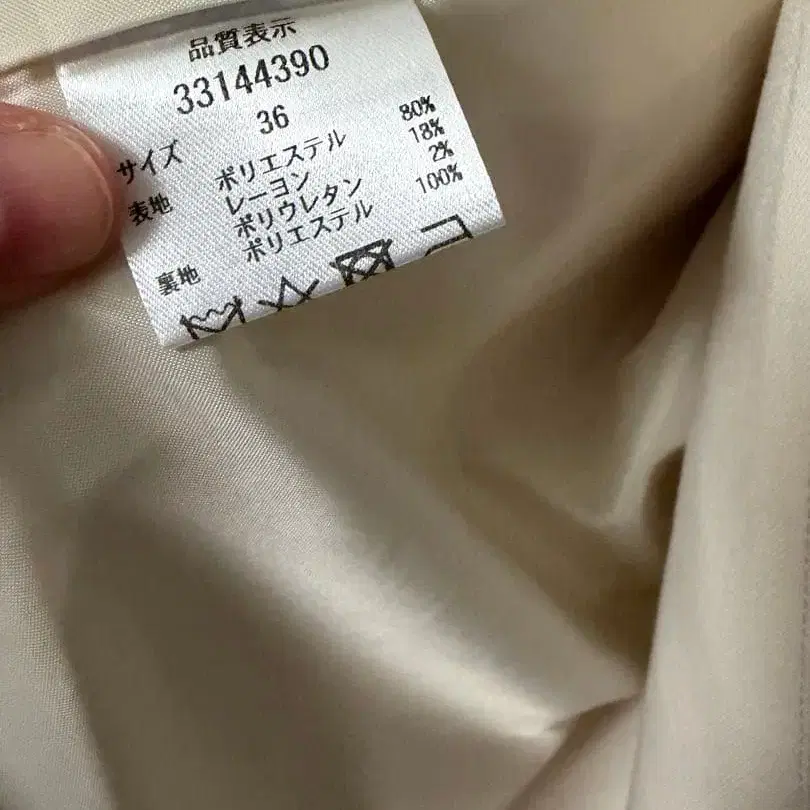 品質表示
33144390
サイズ 36
表地 ポリエステル 80%
レーヨン 18%
ポリウレタン 2%
裏地 ポリエステル 100%